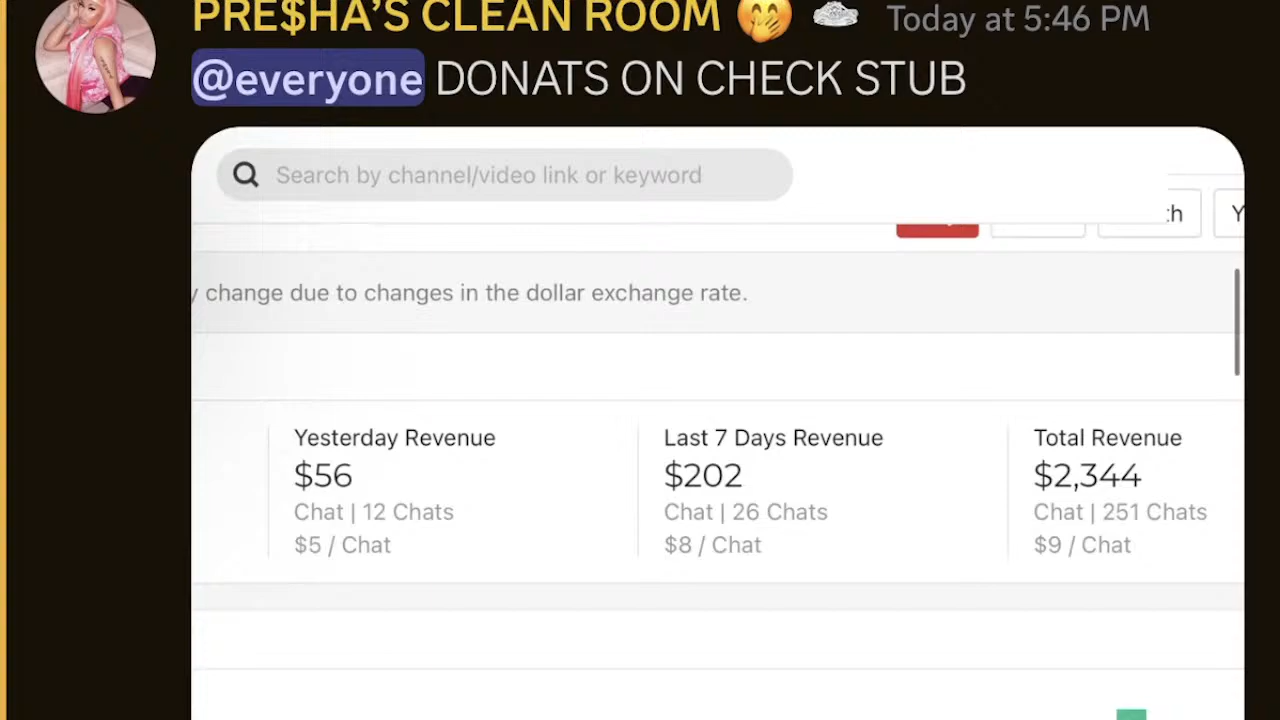 PRE$HA'S CLEAN ROOM 🤭 Today at 5:46 PM
@everyone DONATS ON CHECK STUB
Search by channel/video link or keyword
change due to changes in the dollar exchange rate.
Yesterday Revenue
$56
Chat | 12 Chats
$5 / Chat
Last 7 Days Revenue
$202
Chat | 26 Chats
$8 / Chat
Total Revenue
$2,344
Chat | 251 Chats
$9 / Chat